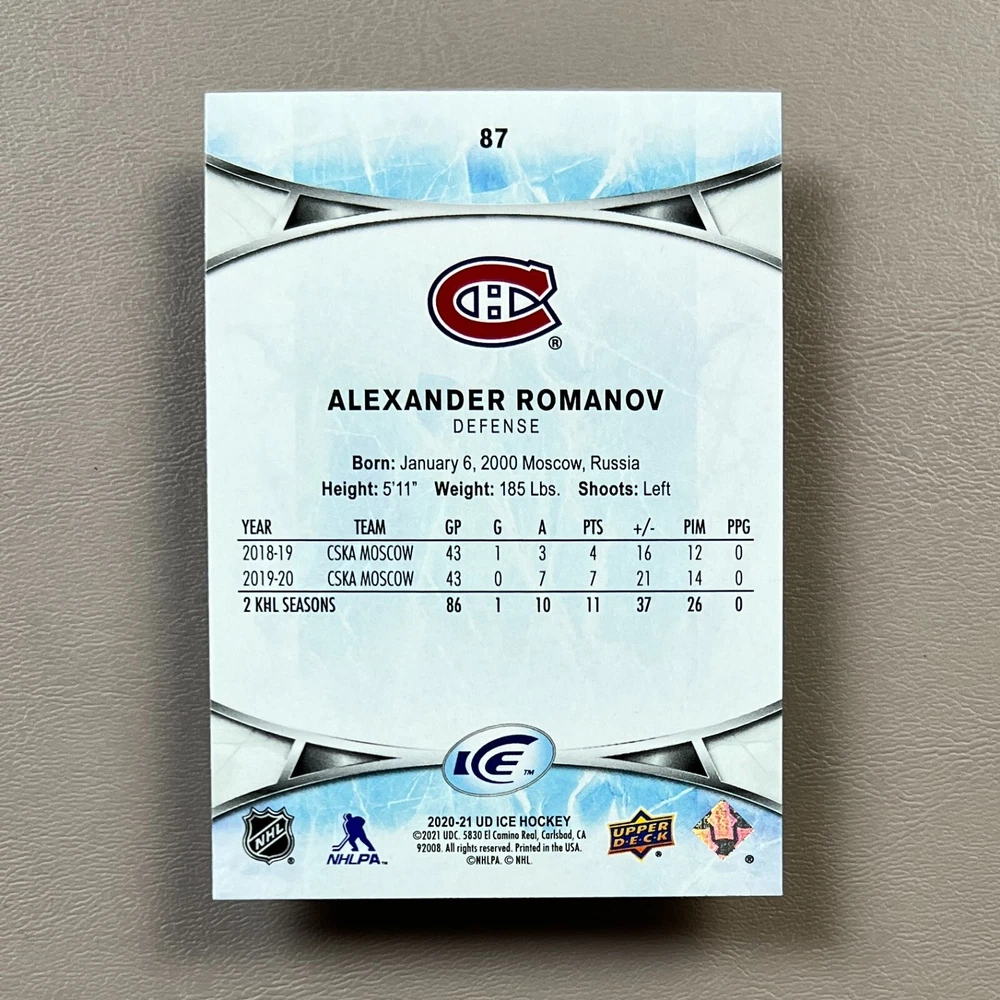 87
CH ®
ALEXANDER ROMANOV
DEFENSE
Born: January 6, 2000 Moscow, Russia
Height: 5'11" Weight: 185 Lbs. Shoots: Left
YEAR TEAM GP G A PTS +/- PIM PPG
2018-19 CSKA MOSCOW 43 1 3 4 16 12 0
2019-20 CSKA MOSCOW 43 0 7 7 21 14 0
2 KHL SEASONS 86 1 10 11 37 26 0
ICE ™
2020-21 UD ICE HOCKEY
©2021 UDC. 5830 El Camino Real, Carlsbad, CA
92008. All rights reserved. Printed in the USA.
©NHLPA. © NHL.
NHL ®
NHLPA ™
UPPER DECK ®
®